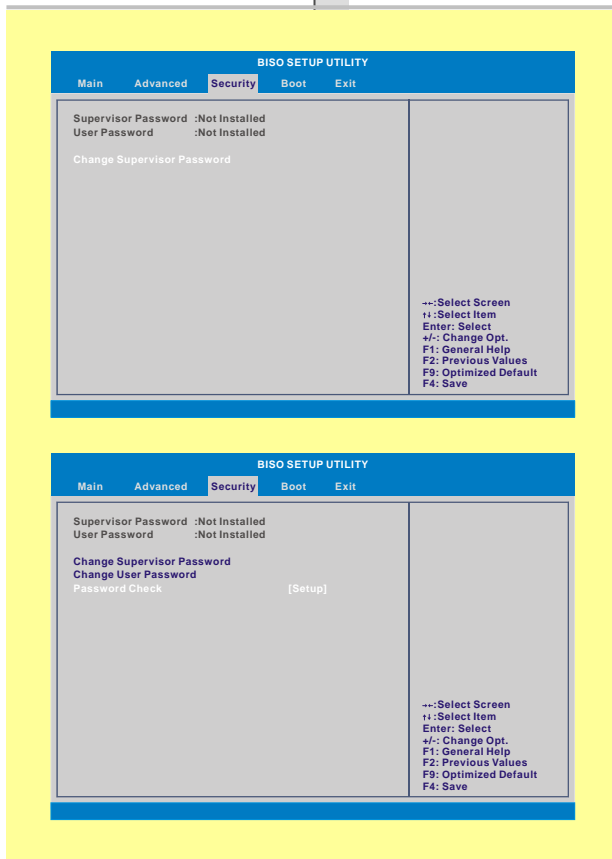 BISO SETUP UTILITY
Main Advanced Security Boot Exit
Supervisor Password :Not Installed
User Password :Not Installed
Change Supervisor Password
→←:Select Screen
↑↓:Select Item
Enter: Select
+/-: Change Opt.
F1: General Help
F2: Previous Values
F9: Optimized Default
F4: Save
BISO SETUP UTILITY
Main Advanced Security Boot Exit
Supervisor Password :Not Installed
User Password :Not Installed
Change Supervisor Password
Change User Password
Password Check [Setup]
→←:Select Screen
↑↓:Select Item
Enter: Select
+/-: Change Opt.
F1: General Help
F2: Previous Values
F9: Optimized Default
F4: Save